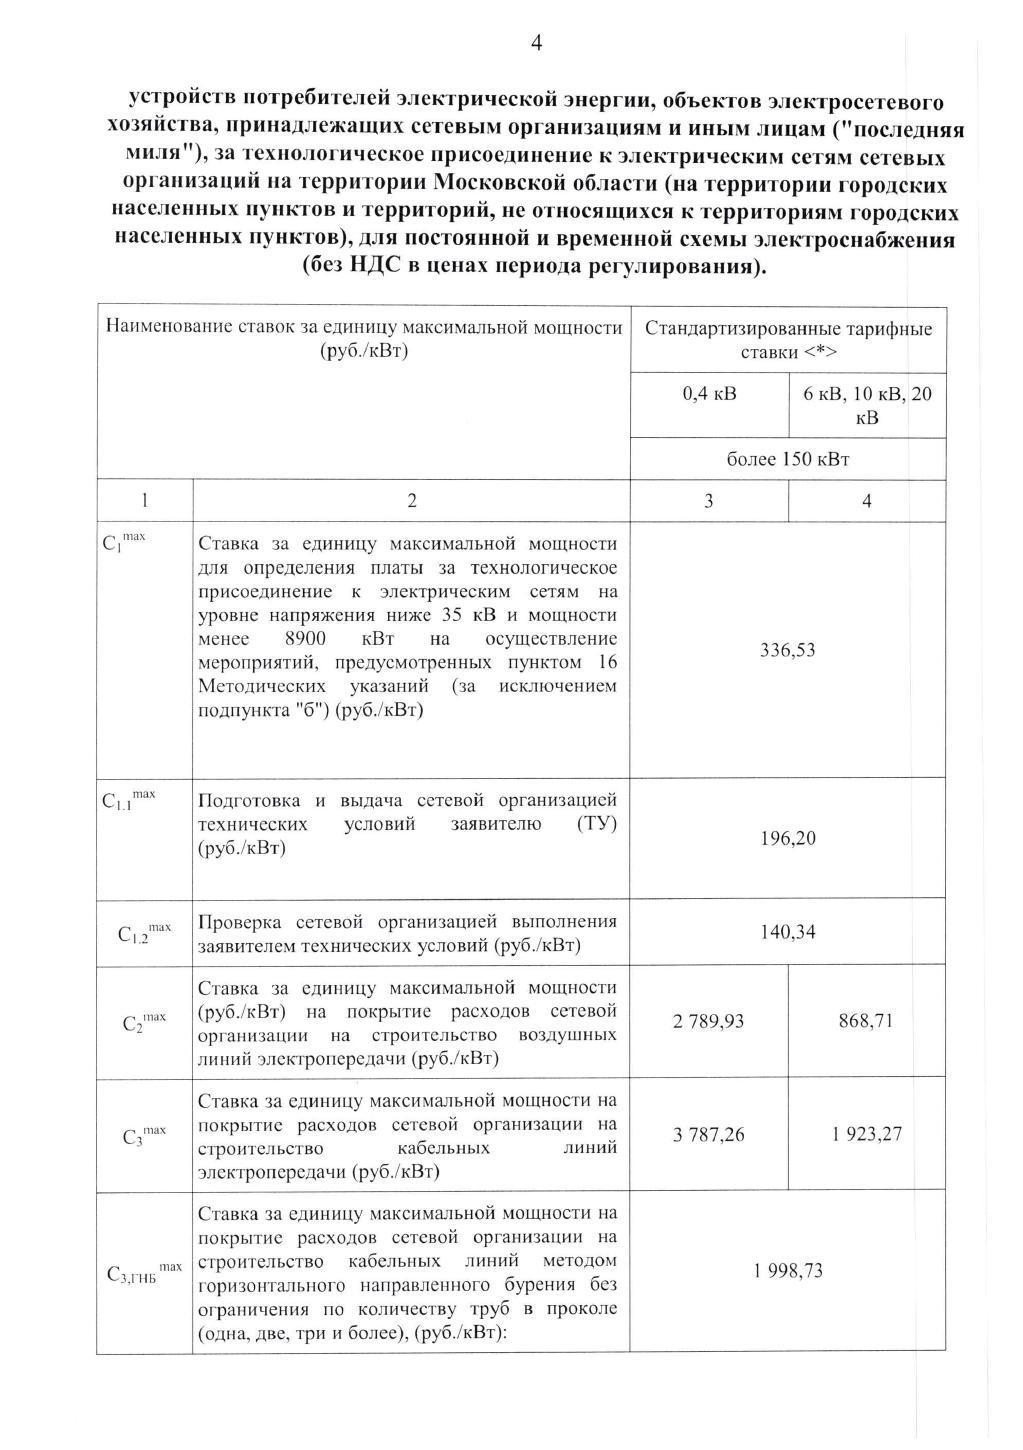 4
устройств потребителей электрической энергии, объектов электросетевого
хозяйства, принадлежащих сетевым организациям и иным лицам ("последняя
миля"), за технологическое присоединение к электрическим сетям сетевых
организаций на территории Московской области (на территории городских
населенных пунктов и территорий, не относящихся к территориям городских
населенных пунктов), для постоянной и временной схемы электроснабжения
(без НДС в ценах периода регулирования).
Наименование ставок за единицу максимальной мощности
(руб./кВт)
Стандартизированные тарифные
ставки <*>
0,4 кВ
6 кВ, 10 кВ, 20
кВ
более 150 кВт
1
2
3
4
C1max
Ставка за единицу максимальной мощности
для определения платы за технологическое
присоединение к электрическим сетям на
уровне напряжения ниже 35 кВ и мощности
менее 8900 кВт на осуществление
мероприятий, предусмотренных пунктом 16
Методических указаний (за исключением
подпункта "б") (руб./кВт)
336,53
C1.1max
Подготовка и выдача сетевой организацией
технических условий заявителю (ТУ)
(руб./кВт)
196,20
C1.2max
Проверка сетевой организацией выполнения
заявителем технических условий (руб./кВт)
140,34
C2max
Ставка за единицу максимальной мощности
(руб./кВт) на покрытие расходов сетевой
организации на строительство воздушных
линий электропередачи (руб./кВт)
2 789,93
868,71
C3max
Ставка за единицу максимальной мощности на
покрытие расходов сетевой организации на
строительство кабельных линий
электропередачи (руб./кВт)
3 787,26
1 923,27
C3,ГНБmax
Ставка за единицу максимальной мощности на
покрытие расходов сетевой организации на
строительство кабельных линий методом
горизонтального направленного бурения без
ограничения по количеству труб в проколе
(одна, две, три и более), (руб./кВт):
1 998,73